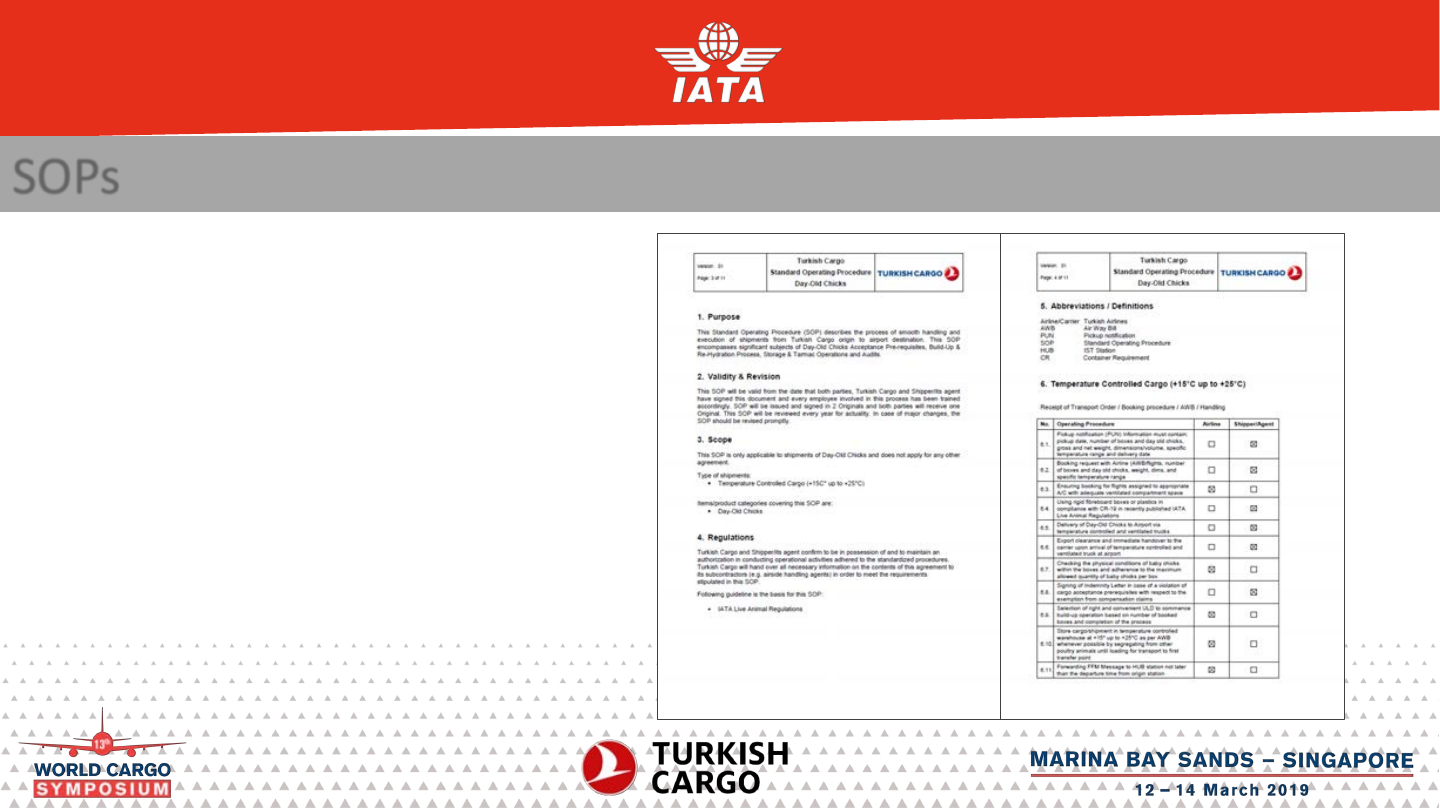 IATA
SOPs
Version: 01
Page: 3 of 11
Turkish Cargo
Standard Operating Procedure
Day-Old Chicks
TURKISH CARGO
1. Purpose
This Standard Operating Procedure (SOP) describes the process of smooth handling and
execution of shipments from Turkish Cargo origin to airport destination. This SOP
encompasses significant subjects of Day-Old Chicks Acceptance Pre-requisites, Build-Up &
Re-Hydration Process, Storage & Tarmac Operations and Audits.
2. Validity & Revision
This SOP will be valid from the date that both parties, Turkish Cargo and Shipper/its agent
have signed this document and every employee involved in this process has been trained
accordingly. SOP will be issued and signed in 2 Originals and both parties will receive one
Original. This SOP will be reviewed every year for actuality. In case of major changes, the
SOP should be revised promptly.
3. Scope
This SOP is only applicable to shipments of Day-Old Chicks and does not apply for any other
agreement.
Type of shipments:
• Temperature Controlled Cargo (+15C° up to +25°C)
Items/product categories covering this SOP are:
• Day-Old Chicks
4. Regulations
Turkish Cargo and Shipper/its agent confirm to be in possession of and to maintain an
authorization in conducting operational activities adhered to the standardized procedures.
Turkish Cargo will hand over all necessary information on the contents of this agreement to
its subcontractors (e.g. airside handling agents) in order to meet the requirements
stipulated in this SOP.
Following guideline is the basis for this SOP:
• IATA Live Animal Regulations
Version: 01
Page: 4 of 11
Turkish Cargo
Standard Operating Procedure
Day-Old Chicks
TURKISH CARGO
5. Abbreviations / Definitions
Airline/Carrier Turkish Airlines
AWB Air Way Bill
PUN Pickup notification
SOP Standard Operating Procedure
HUB IST Station
CR Container Requirement
6. Temperature Controlled Cargo (+15°C up to +25°C)
Receipt of Transport Order / Booking procedure / AWB / Handling
No. Operating Procedure Airline Shipper/Agent
6.1. Pickup notification (PUN) Information must contain:
pickup date, number of boxes and day old chicks,
gross and net weight, dimensions/volume, specific
temperature range and delivery date ☐ ☒
6.2. Booking request with Airline (AWB/flights, number
of boxes and day old chicks, weight, dims, and
specific temperature range ☐ ☒
6.3. Ensuring booking for flights assigned to appropriate
A/C with adequate ventilated compartment space ☒ ☐
6.4. Using rigid fibreboard boxes or plastics in
compliance with CR-19 in recently published IATA
Live Animal Regulations ☐ ☒
6.5. Delivery of Day-Old Chicks to Airport via
temperature controlled and ventilated trucks ☐ ☒
6.6. Export clearance and immediate handover to the
carrier upon arrival of temperature controlled and
ventilated truck at airport ☐ ☒
6.7. Checking the physical conditions of baby chicks
within the boxes and adherence to the maximum
allowed quantity of baby chicks per box ☒ ☐
6.8. Signing of Indemnity Letter in case of a violation of
cargo acceptance prerequisites with respect to the
exemption from compensation claims ☐ ☒
6.9. Selection of right and convenient ULD to commence
build-up operation based on number of booked
boxes and completion of the process ☒ ☐
6.10. Store cargo/shipment in temperature controlled
warehouse at +15° up to +25°C as per AWB
whenever possible by segregating from other
poultry animals until loading for transport to first
transfer point ☒ ☐
6.11. Forwarding FFM Message to HUB station not later
than the departure time from origin station ☒ ☐
13th
WORLD CARGO
SYMPOSIUM
TURKISH
CARGO
MARINA BAY SANDS – SINGAPORE
12 – 14 March 2019